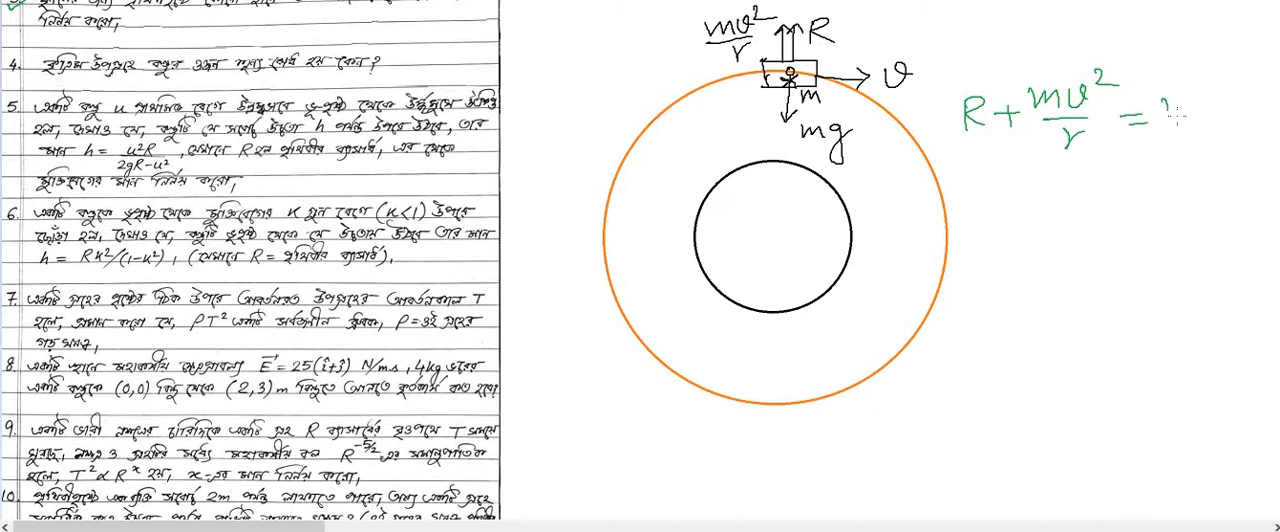 নির্ণয় করো,
4. কৃত্রিম উপগ্রহে বস্তুর ওজন শূন্য বোধ হয় কেন?
5. একটি বস্তু u প্রাথমিক বেগে উল্লম্বভাবে ভূপৃষ্ঠ থেকে ঊর্ধ্বমুখে উৎক্ষিপ্ত
হল, দেখাও যে, বস্তুটি যে সর্বোচ্চ উচ্চতা h পর্যন্ত উপরে উঠবে, তার
মান h = u²R/2gR-u², যেখানে R হল পৃথিবীর ব্যাসার্ধ, এর থেকে
মুক্তিবেগের মান নির্ণয় করো,
6. একটি বস্তুকে ভূপৃষ্ঠ থেকে মুক্তিবেগের K গুন বেগে (K<1) উপরে
ছোঁড়া হল, দেখাও যে, বস্তুটি ভূপৃষ্ঠ থেকে যে উচ্চতায় উঠবে তার মান
h = RK²/(1-K²), (যেখানে R = পৃথিবীর ব্যাসার্ধ),
7. একটি গ্রহের পৃষ্ঠের ঠিক উপরে আবর্তনরত উপগ্রহের আবর্তনকাল T
হলে, প্রমাণ করো যে, ρT² একটি সর্বজনীন ধ্রুবক, ρ = ওই গ্রহের
গড় ঘনত্ব,
8. একটি স্থানে মহাকর্ষীয় প্রাবল্য E = 25(î+ĵ) N/ms, 4kg ভরের
একটি বস্তুকে (0,0) বিন্দু থেকে (2,3)m বিন্দুতে আনতে কৃতকার্য কত হবে?
9. একটি ভারী নক্ষত্রের চারিদিকে একটি গ্রহ R ব্যাসার্ধের বৃত্তপথে T সময়ে
ঘুরছে, নক্ষত্র ও গ্রহটির মধ্যে মহাকর্ষীয় বল R^-5/2 এর সমানুপাতিক
হলে, T² ∝ R^x হয়, x-এর মান নির্ণয় করো,
10. পৃথিবীপৃষ্ঠে এক ব্যক্তি সর্বোচ্চ 2m পর্যন্ত লাফাতে পারে, অন্য একটি গ্রহে
mv²/r R
v
m
mg
R + mv²/r =